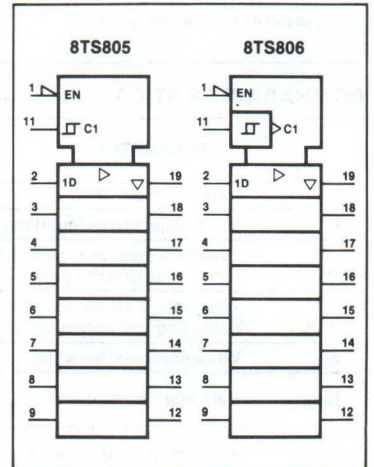 8TS805 8TS806
1 EN 1 EN
11 C1 11 C1
2 1D 19 2 1D 19
3 18 3 18
4 17 4 17
5 16 5 16
6 15 6 15
7 14 7 14
8 13 8 13
9 12 9 12